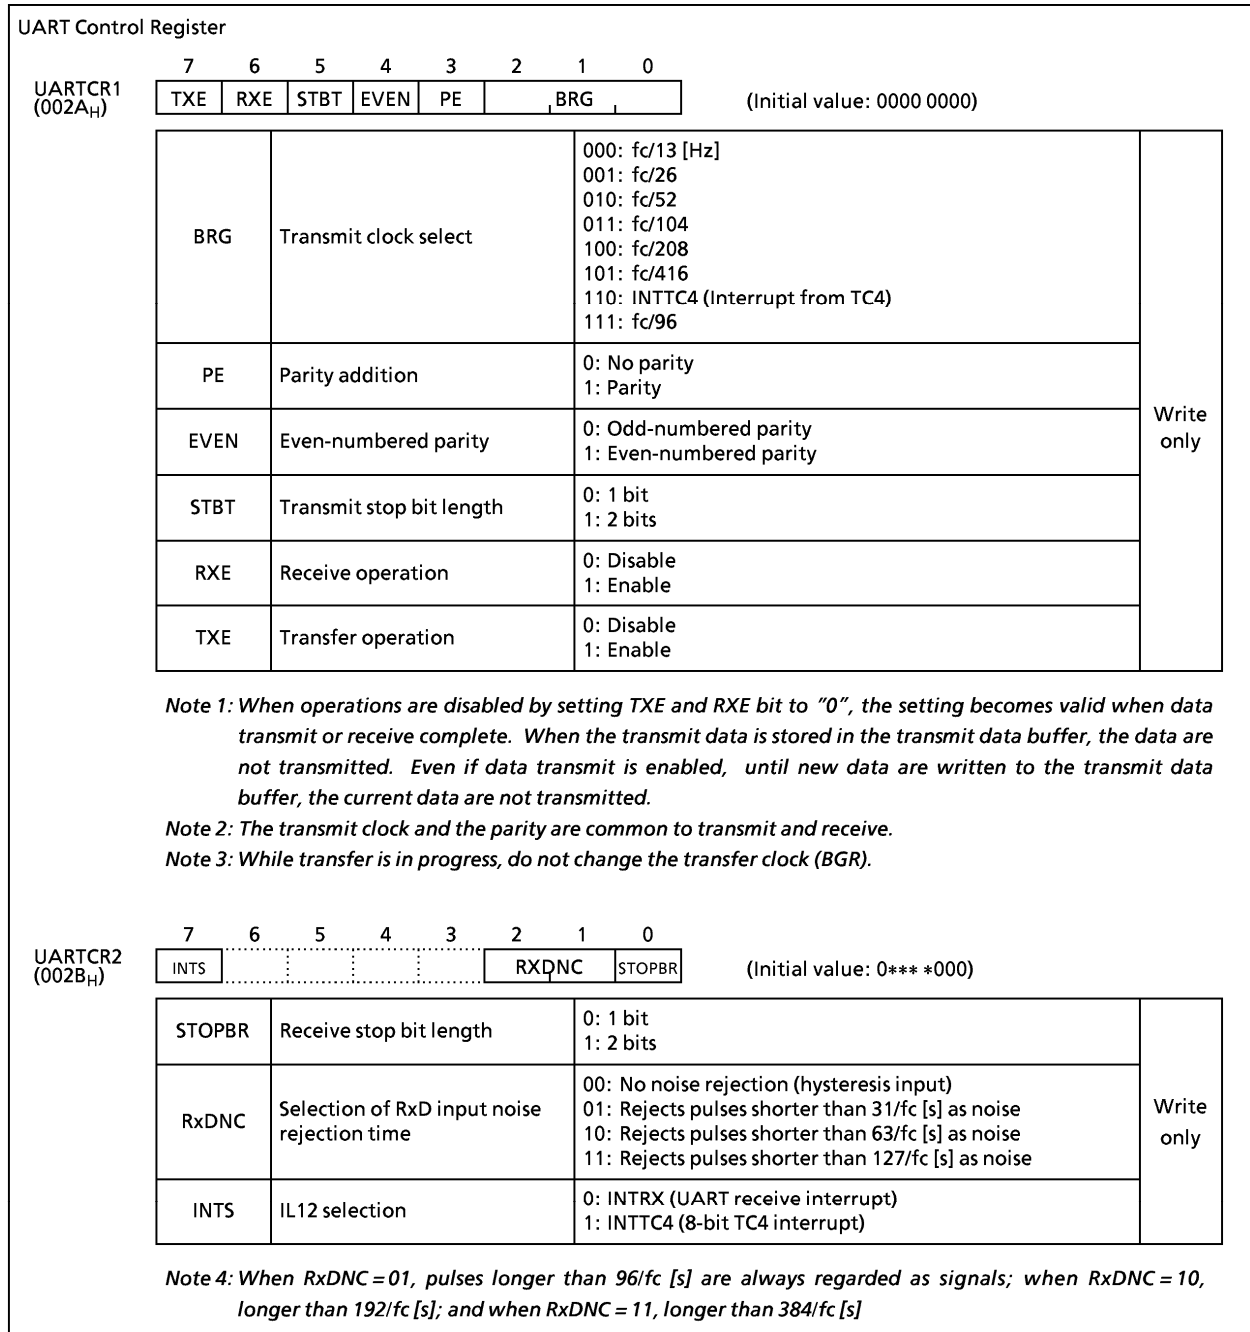 UART Control Register
7 6 5 4 3 2 1 0
UARTCR1
(002AH)
TXE RXE STBT EVEN PE BRG (Initial value: 0000 0000)
000: fc/13 [Hz]
001: fc/26
010: fc/52
011: fc/104
BRG Transmit clock select
100: fc/208
101: fc/416
110: INTTC4 (Interrupt from TC4)
111: fc/96
PE Parity addition
0: No parity
1: Parity
EVEN Even-numbered parity
0: Odd-numbered parity
1: Even-numbered parity
Write
only
STBT Transmit stop bit length
0: 1 bit
1: 2 bits
RXE Receive operation
0: Disable
1: Enable
TXE Transfer operation
0: Disable
1: Enable
Note 1: When operations are disabled by setting TXE and RXE bit to "0", the setting becomes valid when data
transmit or receive complete. When the transmit data is stored in the transmit data buffer, the data are
not transmitted. Even if data transmit is enabled, until new data are written to the transmit data
buffer, the current data are not transmitted.
Note 2: The transmit clock and the parity are common to transmit and receive.
Note 3: While transfer is in progress, do not change the transfer clock (BGR).
7 6 5 4 3 2 1 0
UARTCR2
(002BH)
INTS RXDNC STOPBR (Initial value: 0*** *000)
STOPBR Receive stop bit length
0: 1 bit
1: 2 bits
RxDNC
Selection of RxD input noise
rejection time
00: No noise rejection (hysteresis input)
01: Rejects pulses shorter than 31/fc [s] as noise
10: Rejects pulses shorter than 63/fc [s] as noise
11: Rejects pulses shorter than 127/fc [s] as noise
Write
only
INTS IL12 selection
0: INTRX (UART receive interrupt)
1: INTTC4 (8-bit TC4 interrupt)
Note 4: When RxDNC = 01, pulses longer than 96/fc [s] are always regarded as signals; when RxDNC = 10,
longer than 192/fc [s]; and when RxDNC = 11, longer than 384/fc [s]